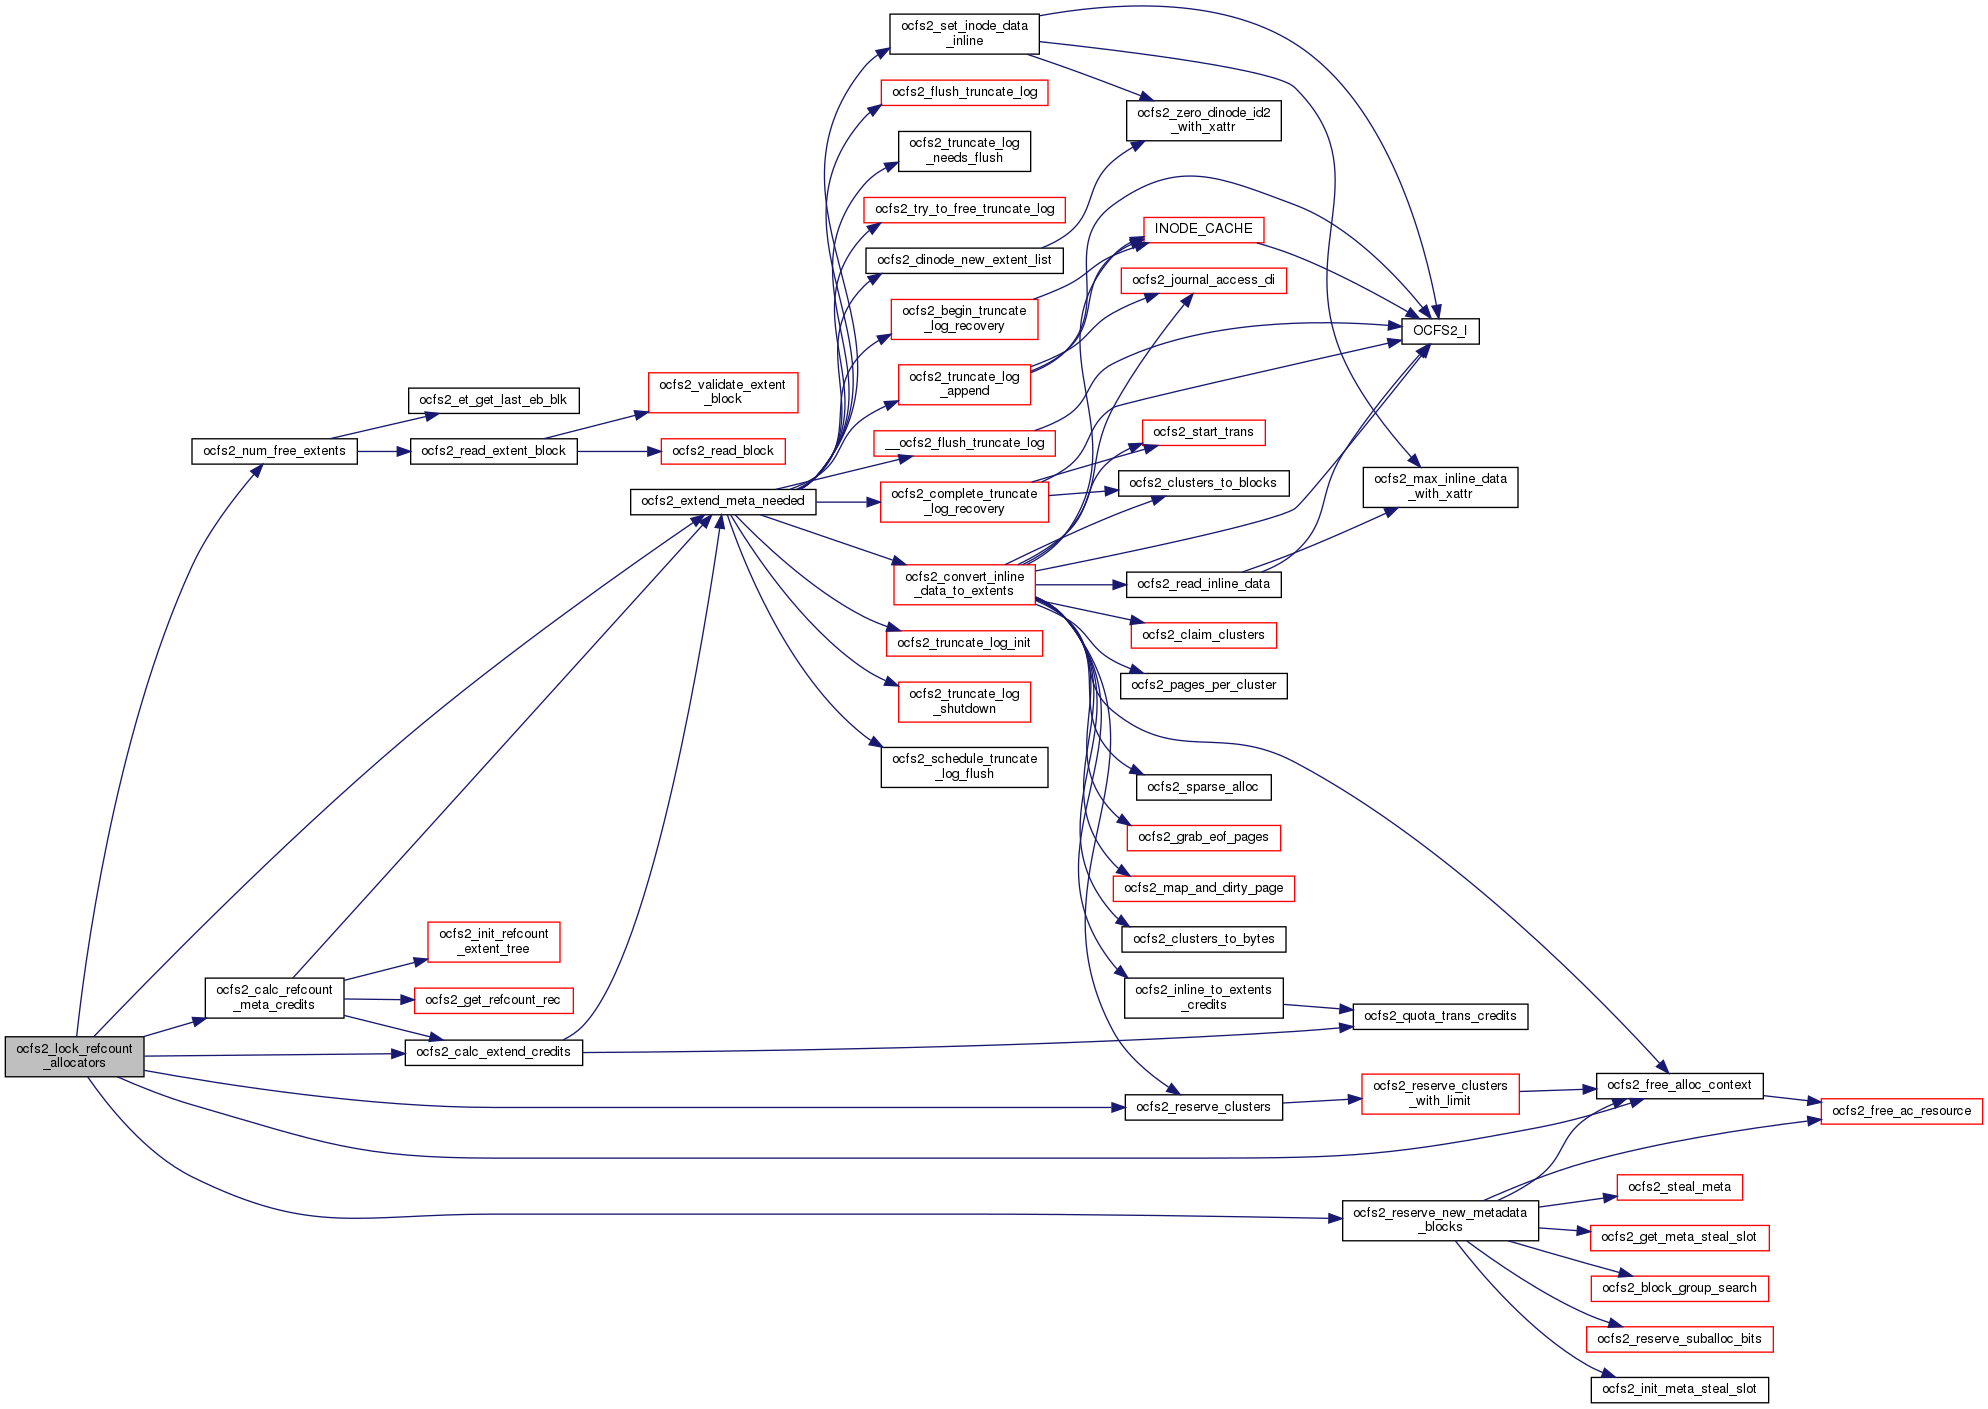 ocfs2_set_inode_data
_inline
ocfs2_flush_truncate_log
ocfs2_zero_dinode_id2
_with_xattr
ocfs2_truncate_log
_needs_flush
ocfs2_try_to_free_truncate_log
INODE_CACHE
ocfs2_dinode_new_extent_list
ocfs2_journal_access_di
ocfs2_begin_truncate
_log_recovery
OCFS2_I
ocfs2_validate_extent
_block
ocfs2_et_get_last_eb_blk
ocfs2_truncate_log
_append
ocfs2_num_free_extents
ocfs2_read_extent_block
ocfs2_read_block
__ocfs2_flush_truncate_log
ocfs2_start_trans
ocfs2_clusters_to_blocks
ocfs2_max_inline_data
_with_xattr
ocfs2_extend_meta_needed
ocfs2_complete_truncate
_log_recovery
ocfs2_convert_inline
_data_to_extents
ocfs2_read_inline_data
ocfs2_claim_clusters
ocfs2_truncate_log_init
ocfs2_pages_per_cluster
ocfs2_truncate_log
_shutdown
ocfs2_schedule_truncate
_log_flush
ocfs2_sparse_alloc
ocfs2_grab_eof_pages
ocfs2_map_and_dirty_page
ocfs2_init_refcount
_extent_tree
ocfs2_clusters_to_bytes
ocfs2_calc_refcount
_meta_credits
ocfs2_get_refcount_rec
ocfs2_inline_to_extents
_credits
ocfs2_quota_trans_credits
ocfs2_lock_refcount
_allocators
ocfs2_calc_extend_credits
ocfs2_reserve_clusters
ocfs2_reserve_clusters
_with_limit
ocfs2_free_alloc_context
ocfs2_free_ac_resource
ocfs2_steal_meta
ocfs2_reserve_new_metadata
_blocks
ocfs2_get_meta_steal_slot
ocfs2_block_group_search
ocfs2_reserve_suballoc_bits
ocfs2_init_meta_steal_slot